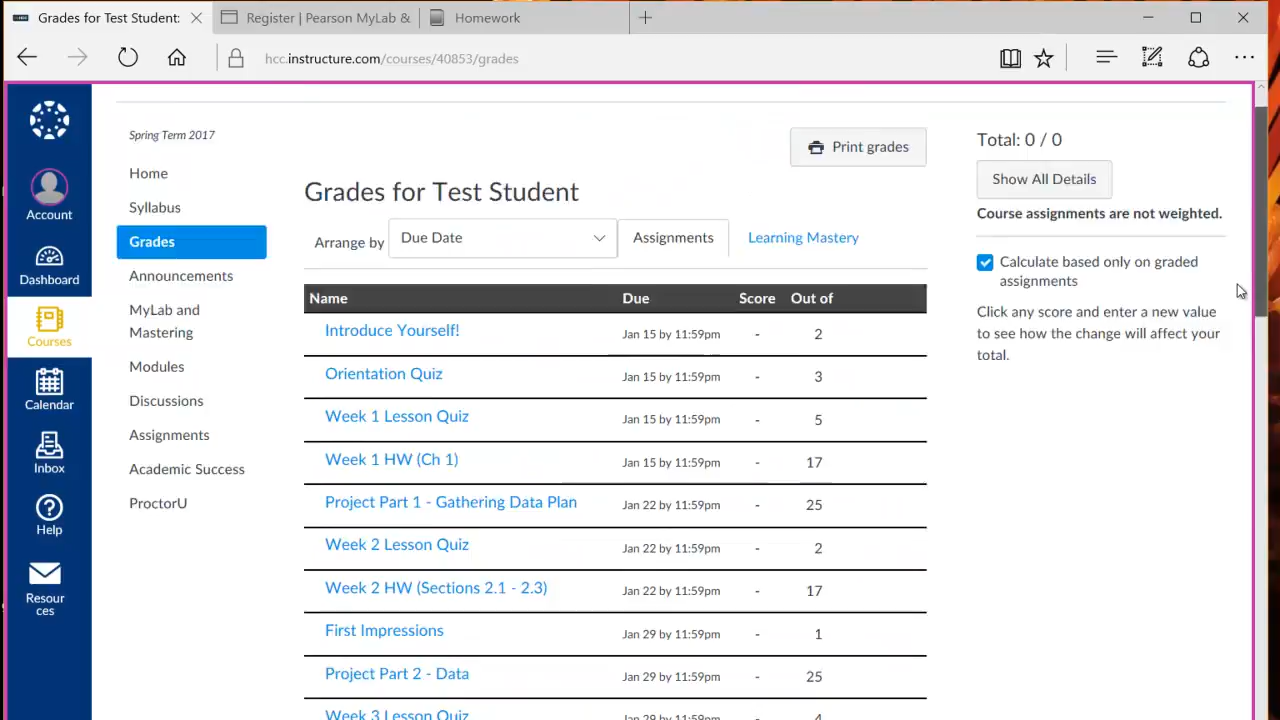 Grades for Test Student:
Register | Pearson MyLab &
Homework
hcc.instructure.com/courses/40853/grades
Account
Dashboard
Courses
Calendar
Inbox
Help
Resour
ces
Spring Term 2017
Home
Syllabus
Grades
Announcements
MyLab and
Mastering
Modules
Discussions
Assignments
Academic Success
ProctorU
Print grades
Grades for Test Student
Arrange by Due Date Assignments Learning Mastery
Name Due Score Out of
Introduce Yourself! Jan 15 by 11:59pm - 2
Orientation Quiz Jan 15 by 11:59pm - 3
Week 1 Lesson Quiz Jan 15 by 11:59pm - 5
Week 1 HW (Ch 1) Jan 15 by 11:59pm - 17
Project Part 1 - Gathering Data Plan Jan 22 by 11:59pm - 25
Week 2 Lesson Quiz Jan 22 by 11:59pm - 2
Week 2 HW (Sections 2.1 - 2.3) Jan 22 by 11:59pm - 17
First Impressions Jan 29 by 11:59pm - 1
Project Part 2 - Data Jan 29 by 11:59pm - 25
Week 3 Lesson Quiz Jan 29 by 11:59pm - 4
Total: 0 / 0
Show All Details
Course assignments are not weighted.
Calculate based only on graded
assignments
Click any score and enter a new value
to see how the change will affect your
total.